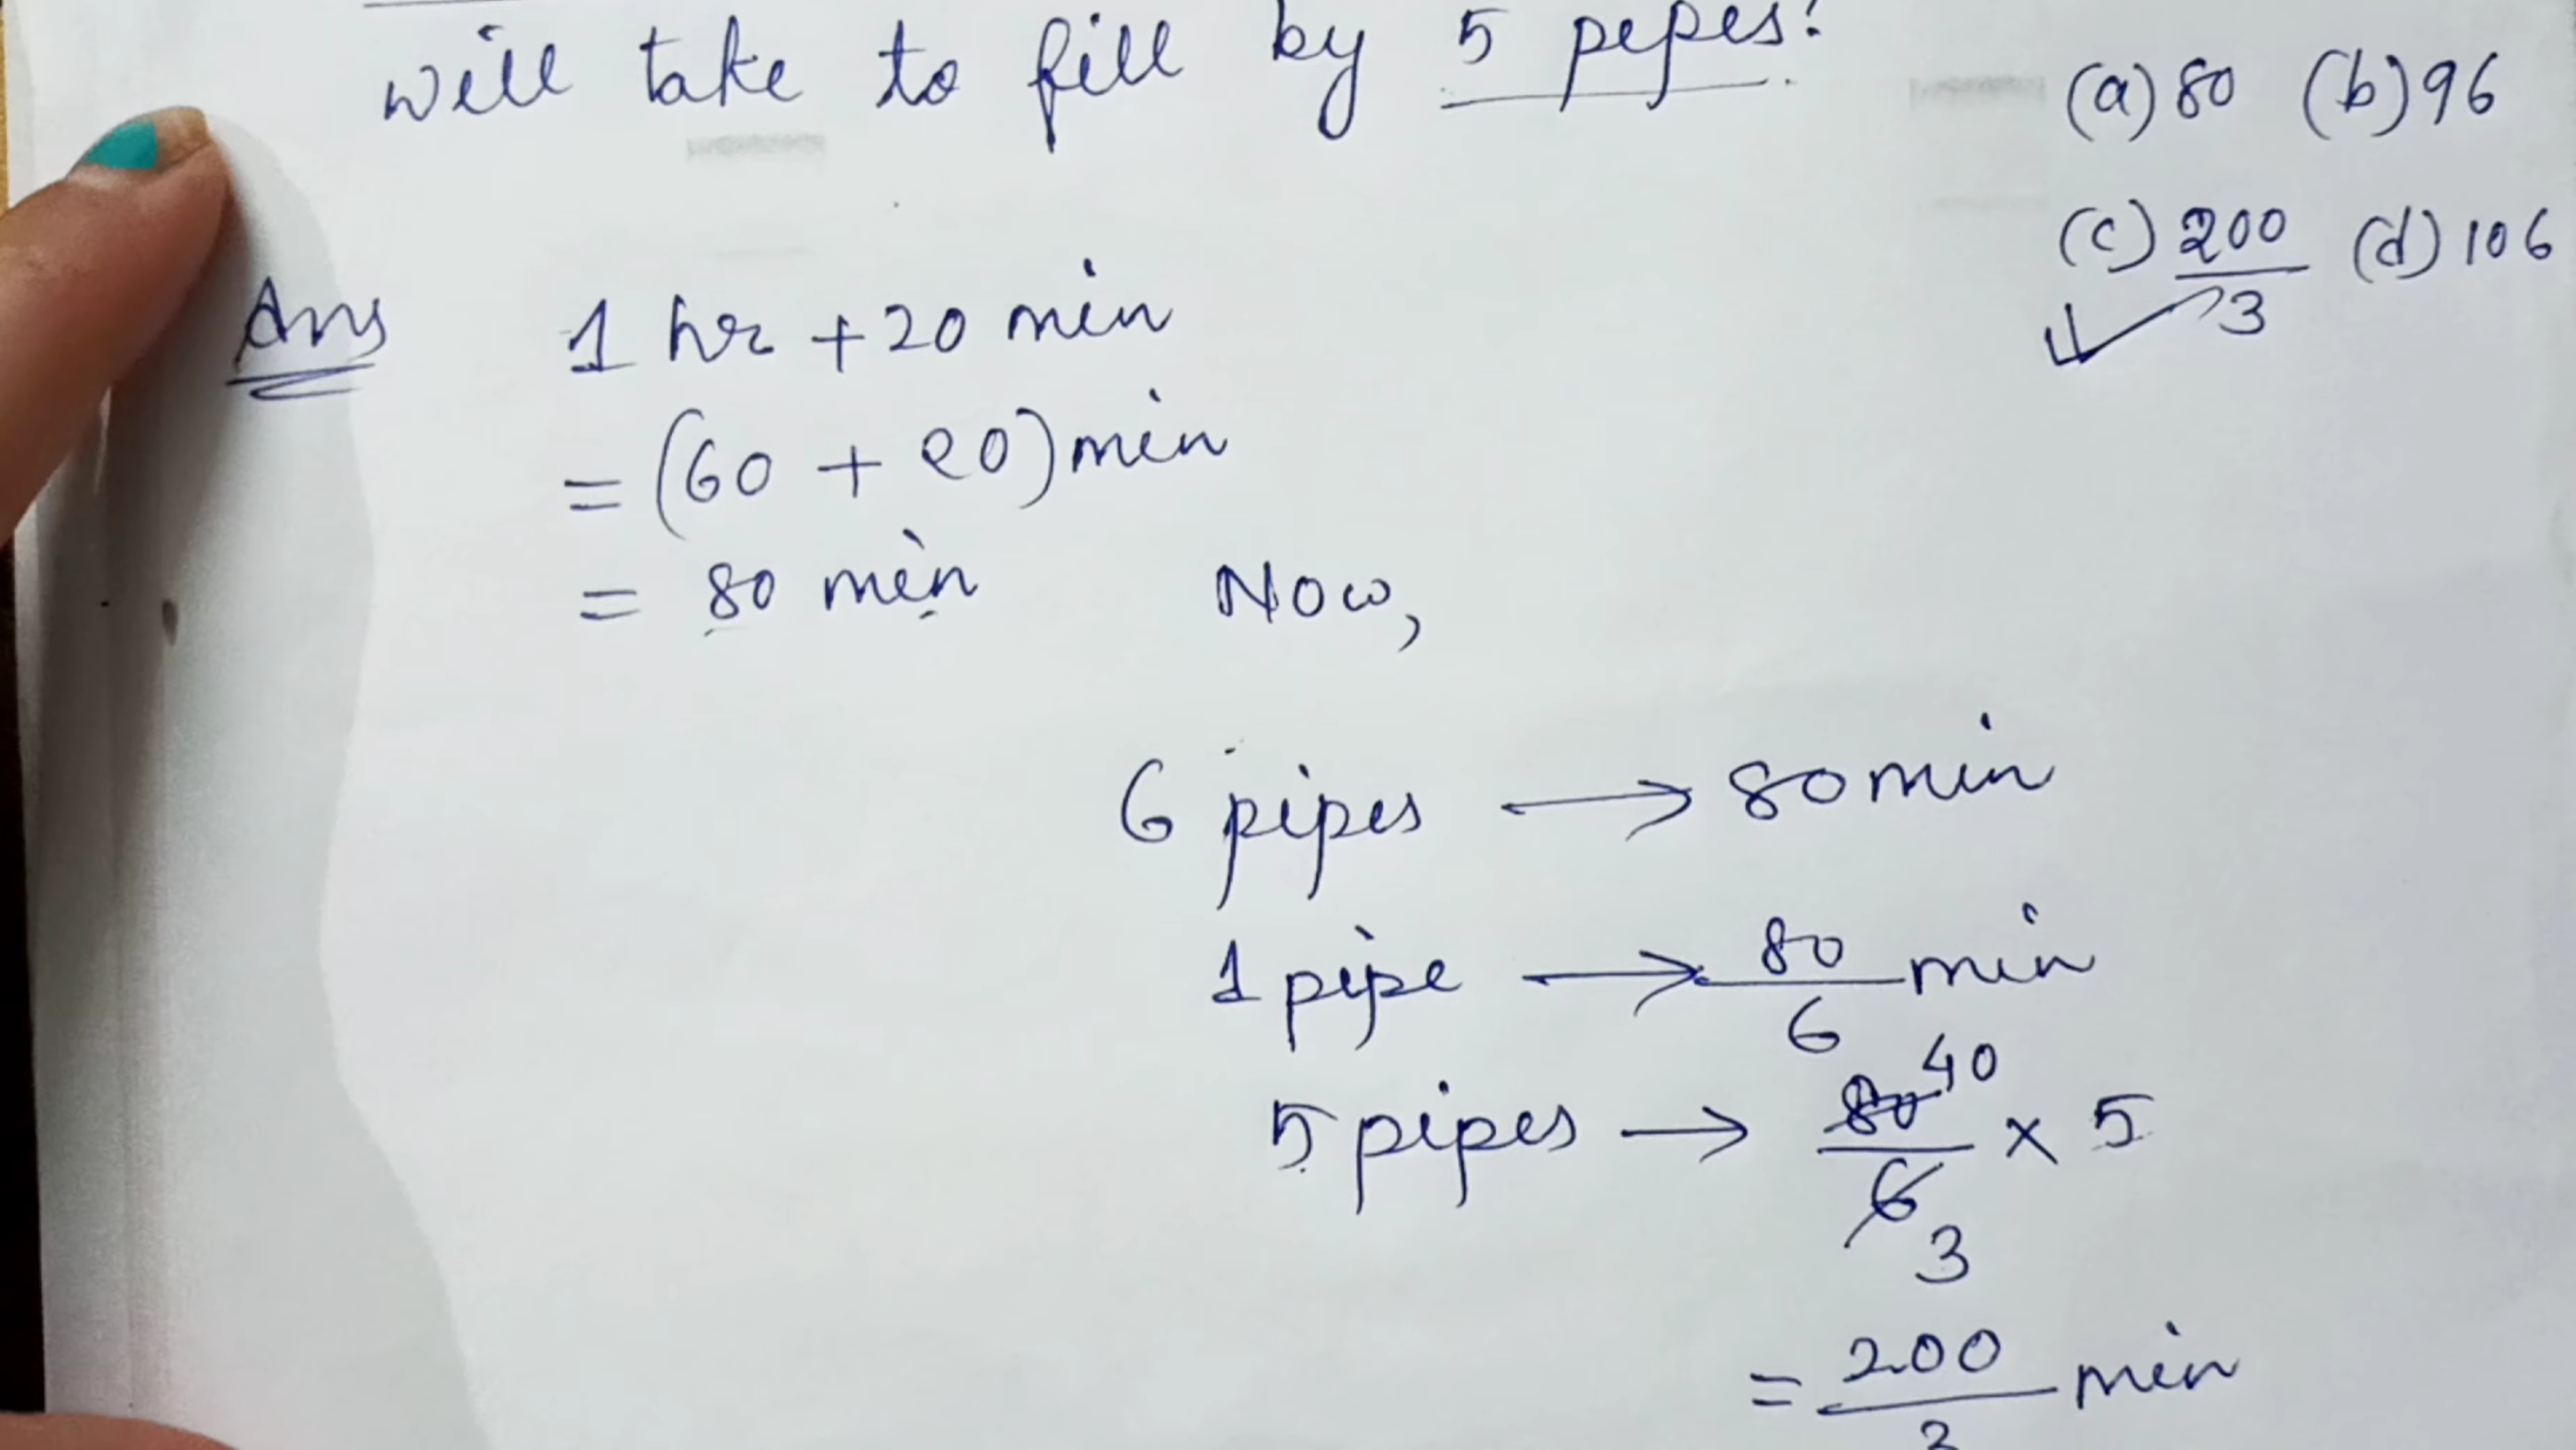 will take to fill by 5 pipes?
(a) 80 (b) 96
(c) 200/3 (d) 106
Ans
1 hr + 20 min
= (60 + 20) min
= 80 min
Now,
6 pipes → 80 min
1 pipe → 80/6 min
5 pipes → 80/6 × 5
40
3
= 200/3 min